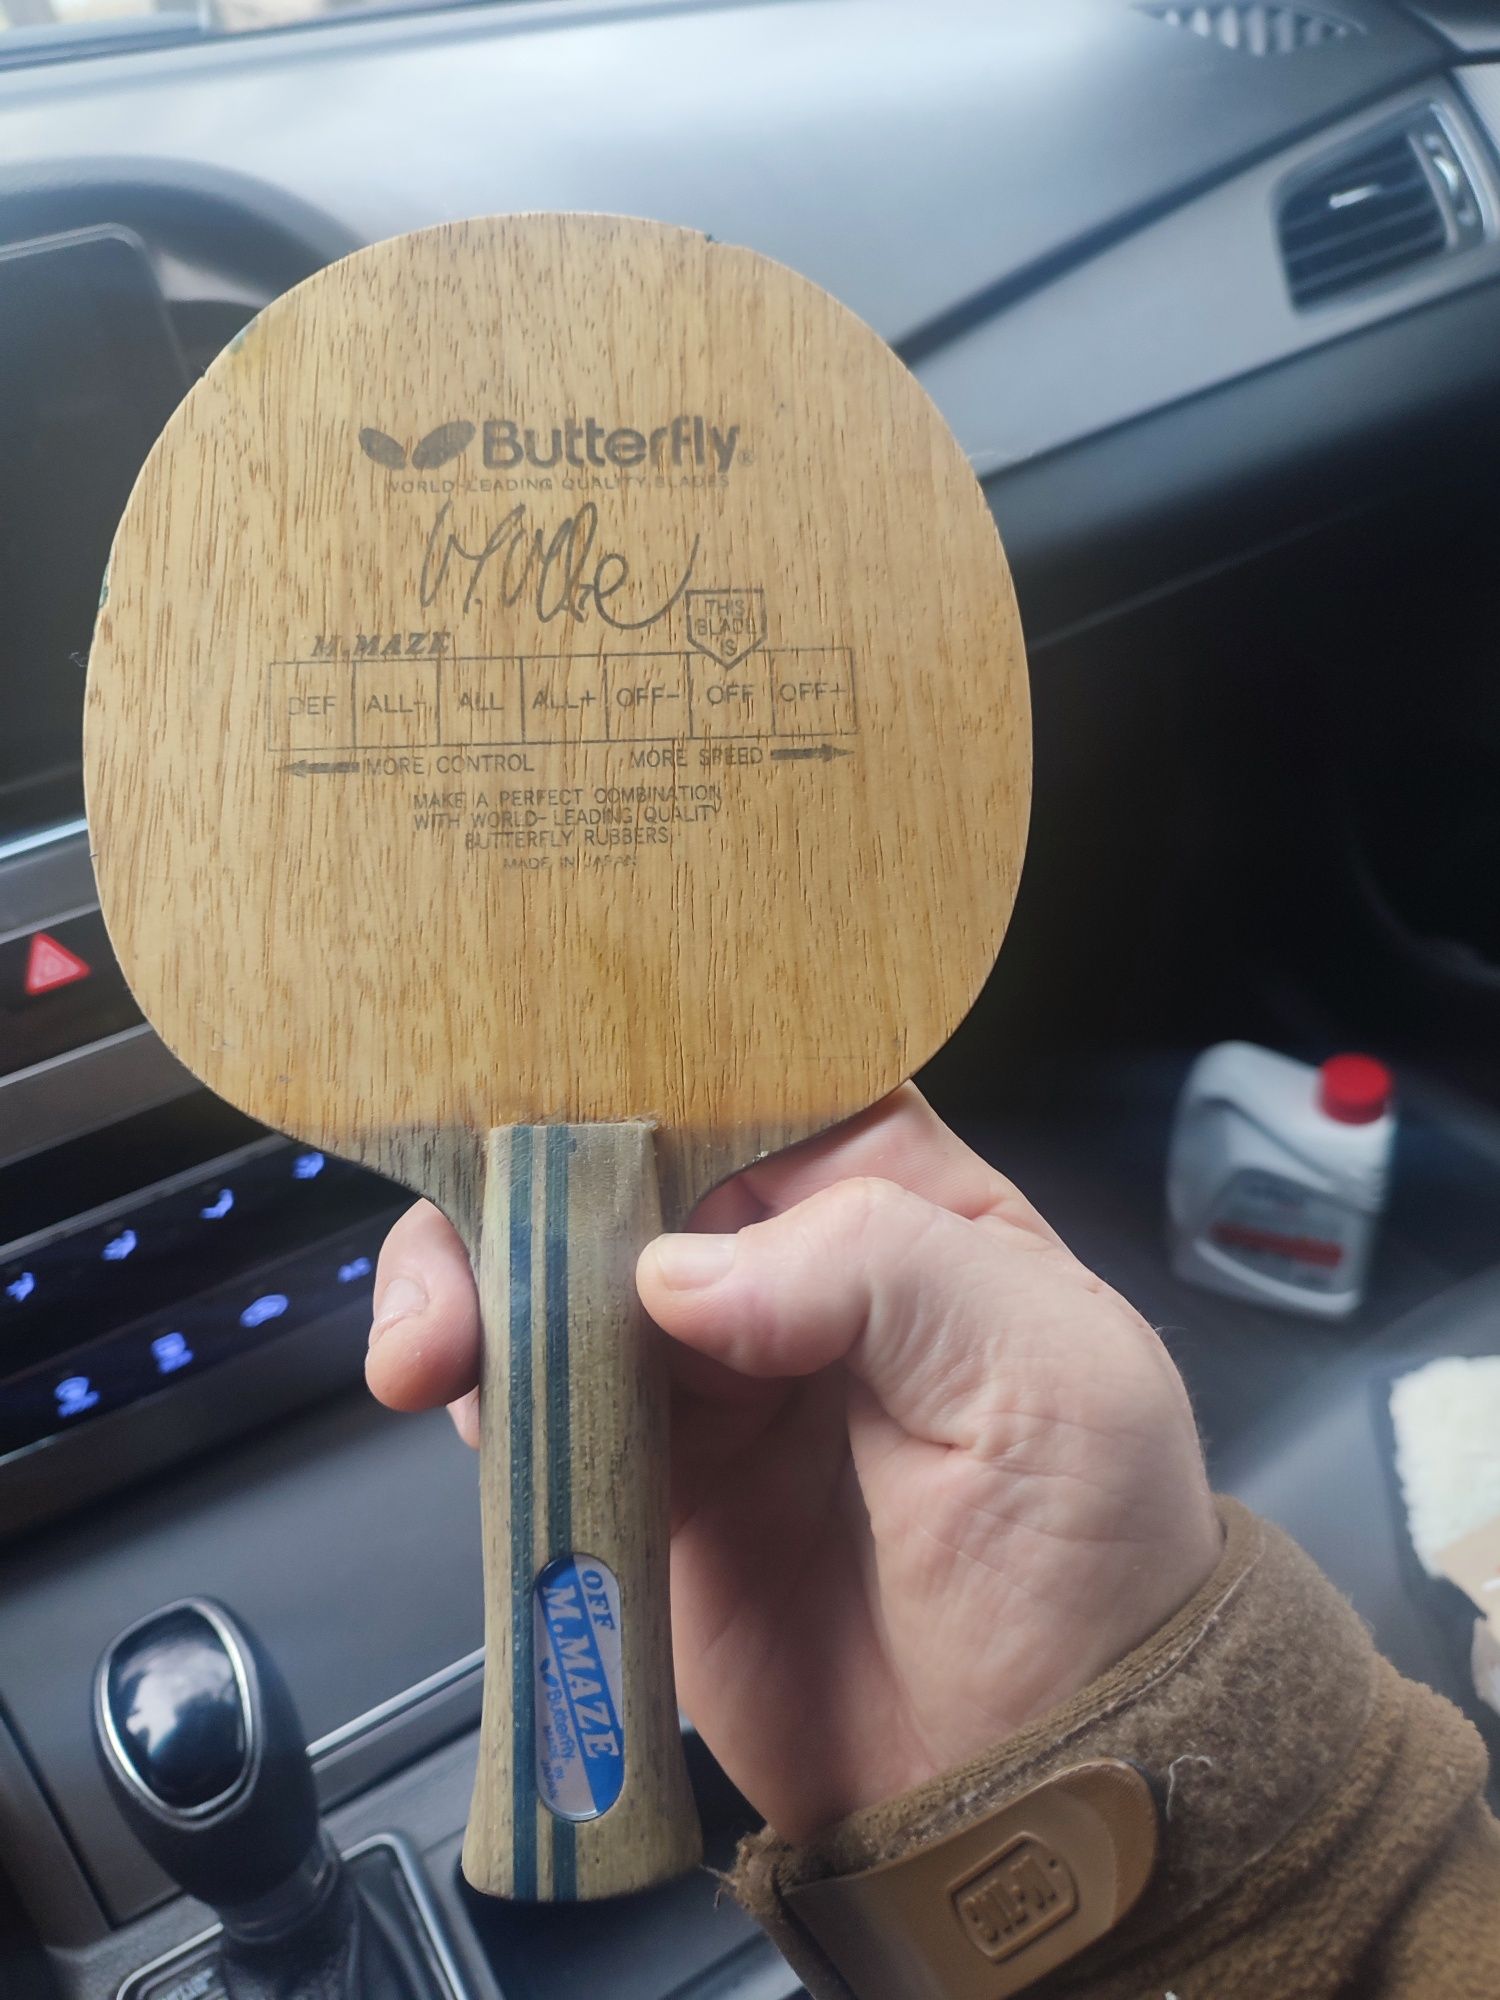 Butterfly®
WORLD-LEADING QUALITY BLADES
M.MAZE
THIS
BLADE
IS
DEF ALL- ALL ALL+ OFF- OFF OFF+
MORE CONTROL MORE SPEED
MAKE A PERFECT COMBINATION
WITH WORLD-LEADING QUALITY
BUTTERFLY RUBBERS
MADE IN JAPAN
OFF
M.MAZE
Butterfly